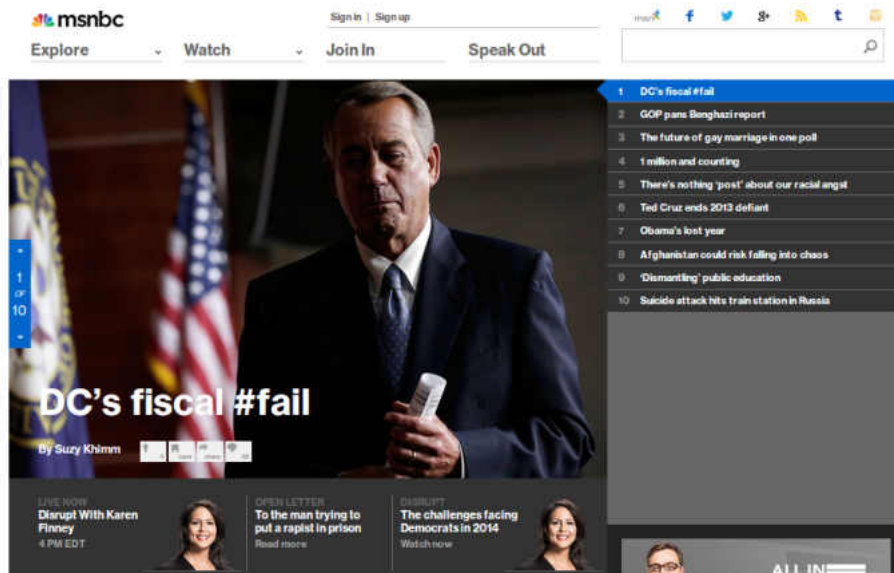 msnbc
Sign in | Sign up
Explore
Watch
Join In
Speak Out
1 DC's fiscal #fail
2 GOP pans Benghazi report
3 The future of gay marriage in one poll
4 1 million and counting
5 There's nothing 'post' about our racial angst
6 Ted Cruz ends 2013 defiant
7 Obama's lost year
8 Afghanistan could risk falling into chaos
9 'Dismantling' public education
10 Suicide attack hits train station in Russia
1
OF
10
DC's fiscal #fail
By Suzy Khimm
LIVE NOW
Disrupt With Karen
Finney
4 PM EDT
OPEN LETTER
To the man trying to
put a rapist in prison
Read more
DISRUPT
The challenges facing
Democrats in 2014
Watch now
ALL IN